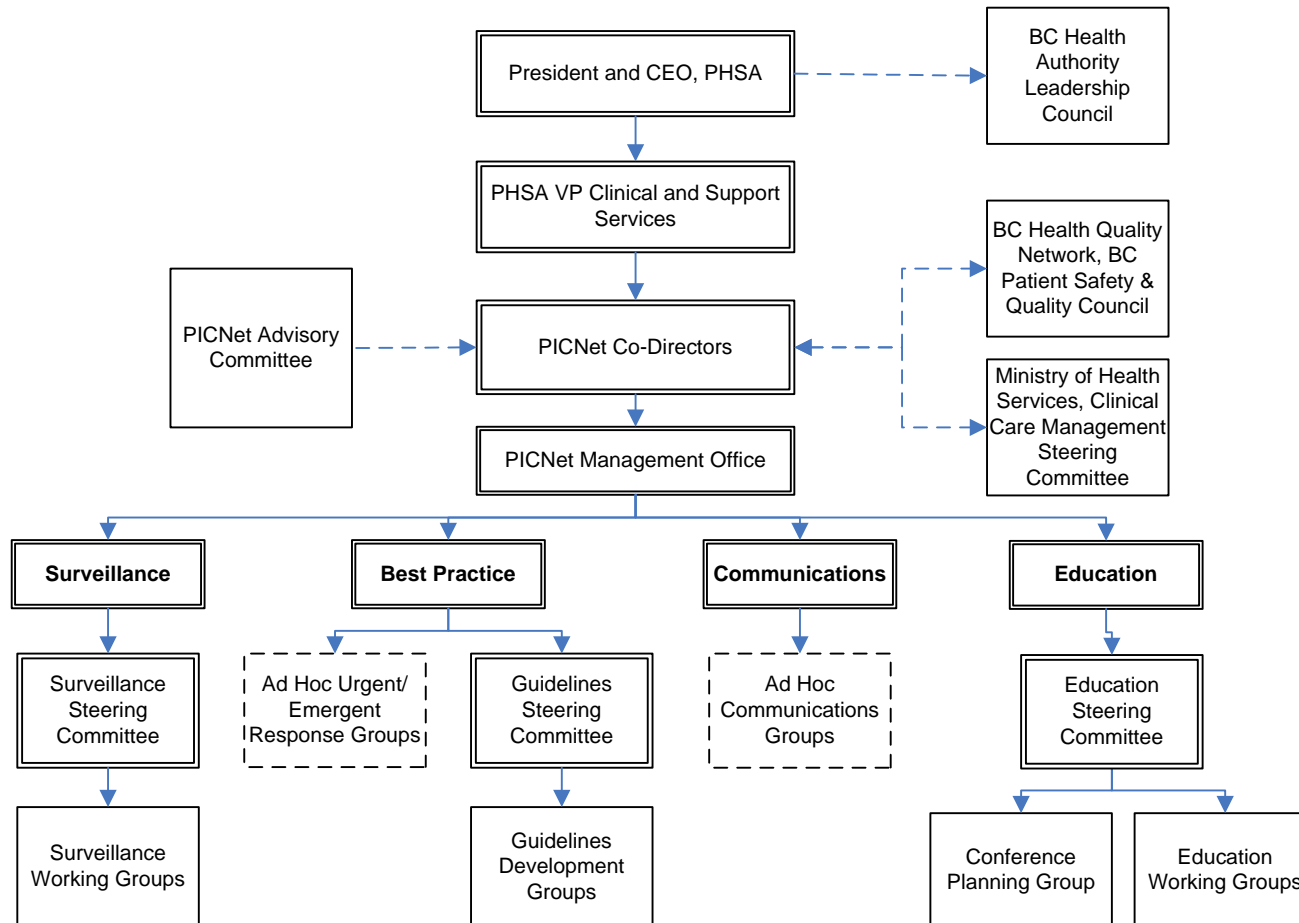 President and CEO, PHSA
BC Health
Authority
Leadership
Council
PHSA VP Clinical and Support
Services
BC Health Quality
Network, BC
Patient Safety &
Quality Council
PICNet Advisory
Committee
PICNet Co-Directors
Ministry of Health
Services, Clinical
Care Management
Steering
Committee
PICNet Management Office
Surveillance
Best Practice
Communications
Education
Surveillance
Steering
Committee
Ad Hoc Urgent/
Emergent
Response Groups
Guidelines
Steering
Committee
Ad Hoc
Communications
Groups
Education
Steering
Committee
Surveillance
Working Groups
Guidelines
Development
Groups
Conference
Planning Group
Education
Working Groups